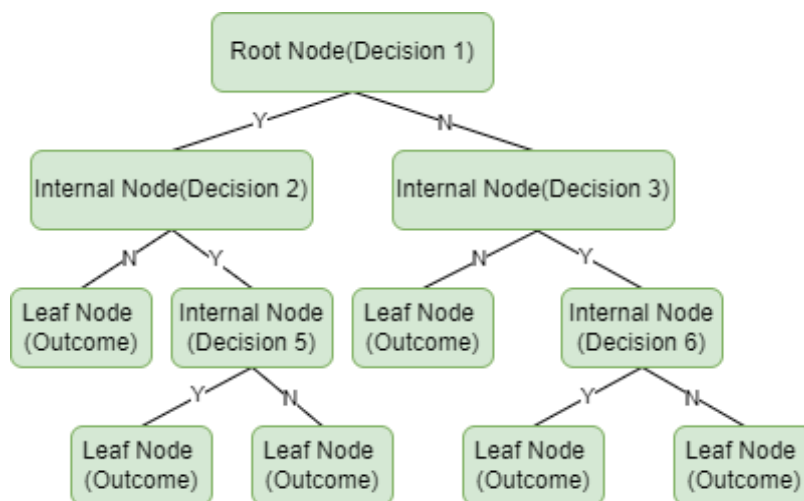 Root Node(Decision 1)
Y
N
Internal Node(Decision 2)
Internal Node(Decision 3)
N
Y
N
Y
Leaf Node
(Outcome)
Internal Node
(Decision 5)
Leaf Node
(Outcome)
Internal Node
(Decision 6)
Y
N
Y
N
Leaf Node
(Outcome)
Leaf Node
(Outcome)
Leaf Node
(Outcome)
Leaf Node
(Outcome)